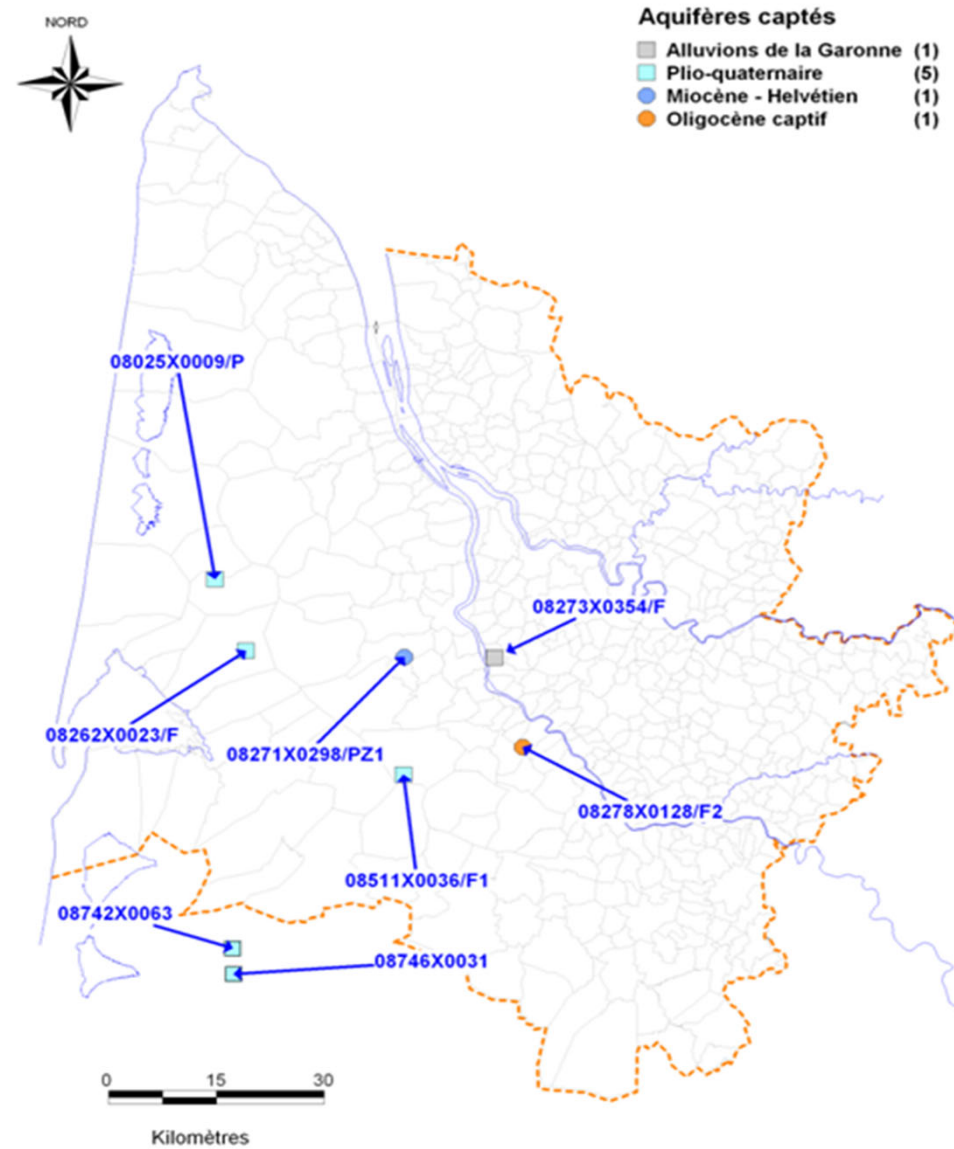 NORD
Aquifères captés
Alluvions de la Garonne (1)
Plio-quaternaire (5)
Miocène - Helvétien (1)
Oligocène captif (1)
08025X0009/P
08273X0354/F
08262X0023/F
08271X0298/PZ1
08278X0128/F2
08511X0036/F1
08742X0063
08746X0031
0 15 30
Kilomètres